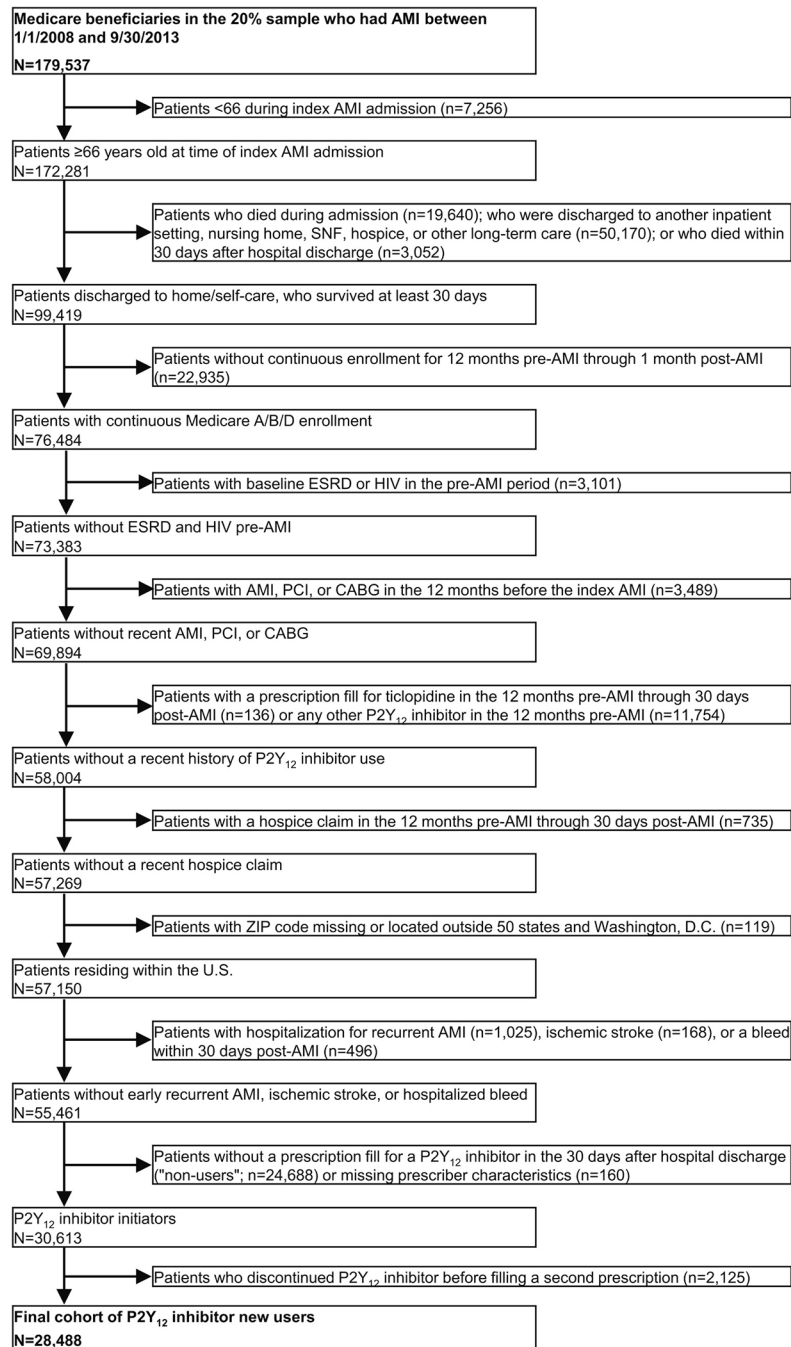 Medicare beneficiaries in the 20% sample who had AMI between
1/1/2008 and 9/30/2013
N=179,537
Patients <66 during index AMI admission (n=7,256)
Patients ≥66 years old at time of index AMI admission
N=172,281
Patients who died during admission (n=19,640); who were discharged to another inpatient
setting, nursing home, SNF, hospice, or other long-term care (n=50,170); or who died within
30 days after hospital discharge (n=3,052)
Patients discharged to home/self-care, who survived at least 30 days
N=99,419
Patients without continuous enrollment for 12 months pre-AMI through 1 month post-AMI
(n=22,935)
Patients with continuous Medicare A/B/D enrollment
N=76,484
Patients with baseline ESRD or HIV in the pre-AMI period (n=3,101)
Patients without ESRD and HIV pre-AMI
N=73,383
Patients with AMI, PCI, or CABG in the 12 months before the index AMI (n=3,489)
Patients without recent AMI, PCI, or CABG
N=69,894
Patients with a prescription fill for ticlopidine in the 12 months pre-AMI through 30 days
post-AMI (n=136) or any other P2Y₁₂ inhibitor in the 12 months pre-AMI (n=11,754)
Patients without a recent history of P2Y₁₂ inhibitor use
N=58,004
Patients with a hospice claim in the 12 months pre-AMI through 30 days post-AMI (n=735)
Patients without a recent hospice claim
N=57,269
Patients with ZIP code missing or located outside 50 states and Washington, D.C. (n=119)
Patients residing within the U.S.
N=57,150
Patients with hospitalization for recurrent AMI (n=1,025), ischemic stroke (n=168), or a bleed
within 30 days post-AMI (n=496)
Patients without early recurrent AMI, ischemic stroke, or hospitalized bleed
N=55,461
Patients without a prescription fill for a P2Y₁₂ inhibitor in the 30 days after hospital discharge
("non-users"; n=24,688) or missing prescriber characteristics (n=160)
P2Y₁₂ inhibitor initiators
N=30,613
Patients who discontinued P2Y₁₂ inhibitor before filling a second prescription (n=2,125)
Final cohort of P2Y₁₂ inhibitor new users
N=28,488